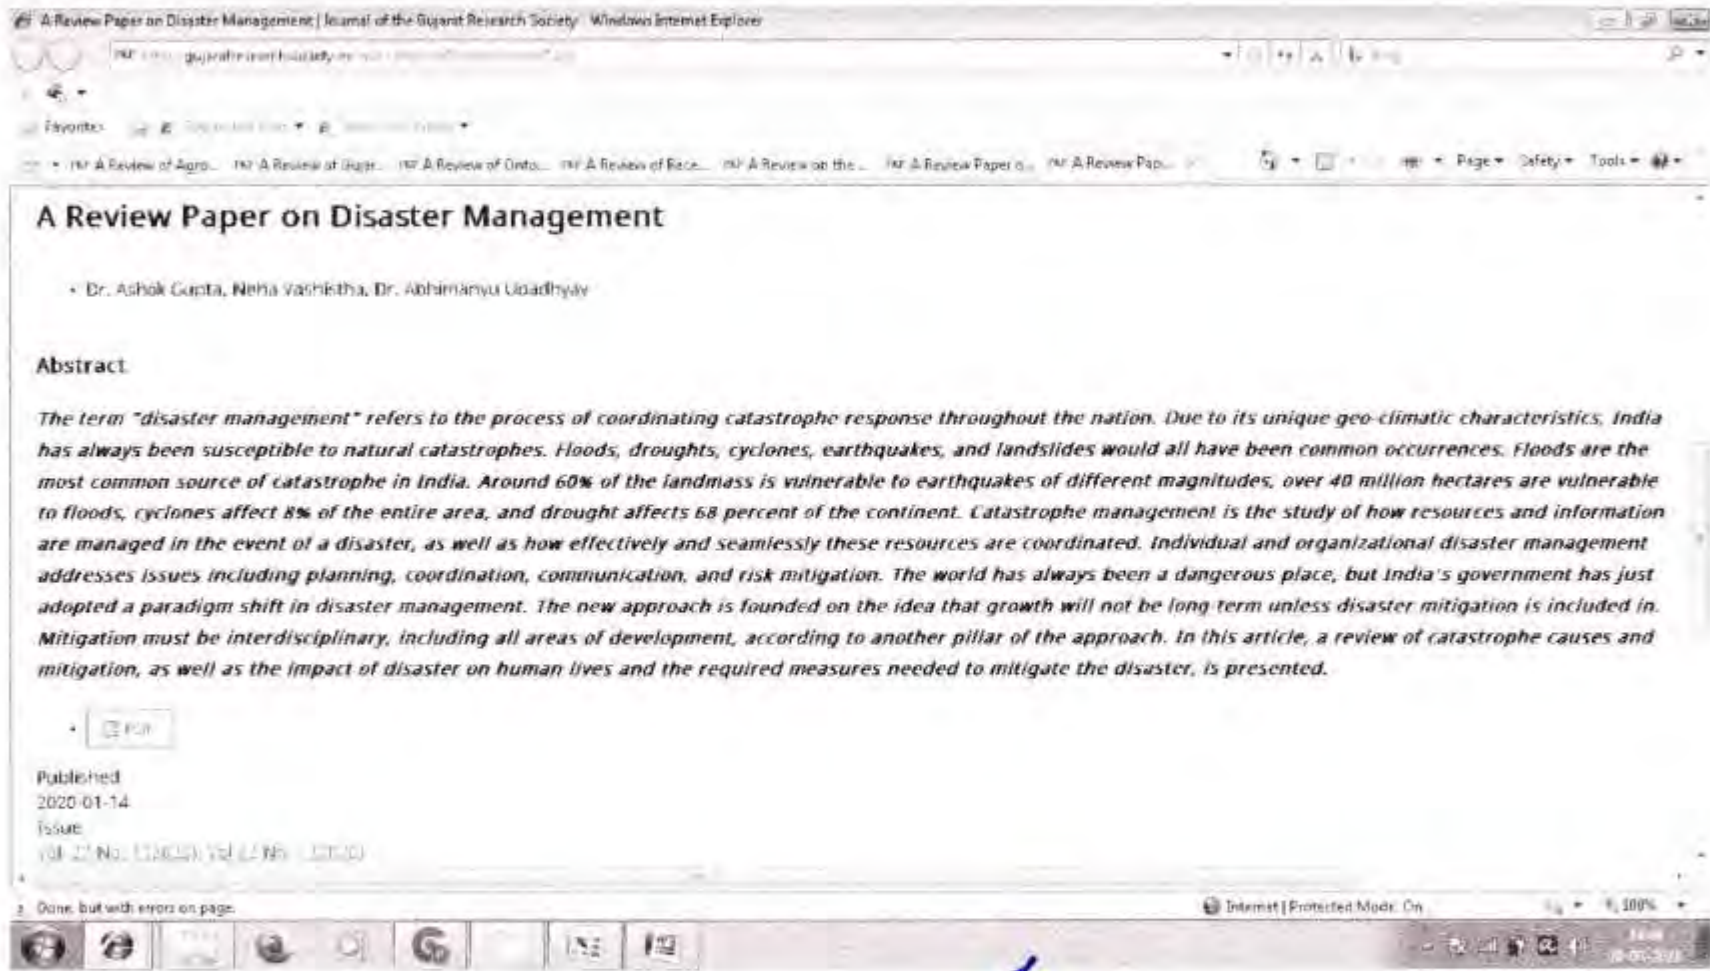 A Review Paper on Disaster Management | Journal of the Gujarat Research Society - Windows Internet Explorer
Favorites
A Review of Agro... A Review of Gujar... A Review of Onto... A Review of Rece... A Review on the ... A Review Paper o... A Review Pap...
Page Safety Tools
A Review Paper on Disaster Management
• Dr. Ashok Gupta, Neha Vashistha, Dr. Abhimanyu Upadhyay
Abstract
The term "disaster management" refers to the process of coordinating catastrophe response throughout the nation. Due to its unique geo-climatic characteristics, India
has always been susceptible to natural catastrophes. Floods, droughts, cyclones, earthquakes, and landslides would all have been common occurrences. Floods are the
most common source of catastrophe in India. Around 60% of the landmass is vulnerable to earthquakes of different magnitudes, over 40 million hectares are vulnerable
to floods, cyclones affect 8% of the entire area, and drought affects 68 percent of the continent. Catastrophe management is the study of how resources and information
are managed in the event of a disaster, as well as how effectively and seamlessly these resources are coordinated. Individual and organizational disaster management
addresses issues including planning, coordination, communication, and risk mitigation. The world has always been a dangerous place, but India's government has just
adopted a paradigm shift in disaster management. The new approach is founded on the idea that growth will not be long-term unless disaster mitigation is included in.
Mitigation must be interdisciplinary, including all areas of development, according to another pillar of the approach. In this article, a review of catastrophe causes and
mitigation, as well as the impact of disaster on human lives and the required measures needed to mitigate the disaster, is presented.
• PDF
Published
2020-01-14
Issue
Done, but with errors on page.
Internet | Protected Mode: On
100%